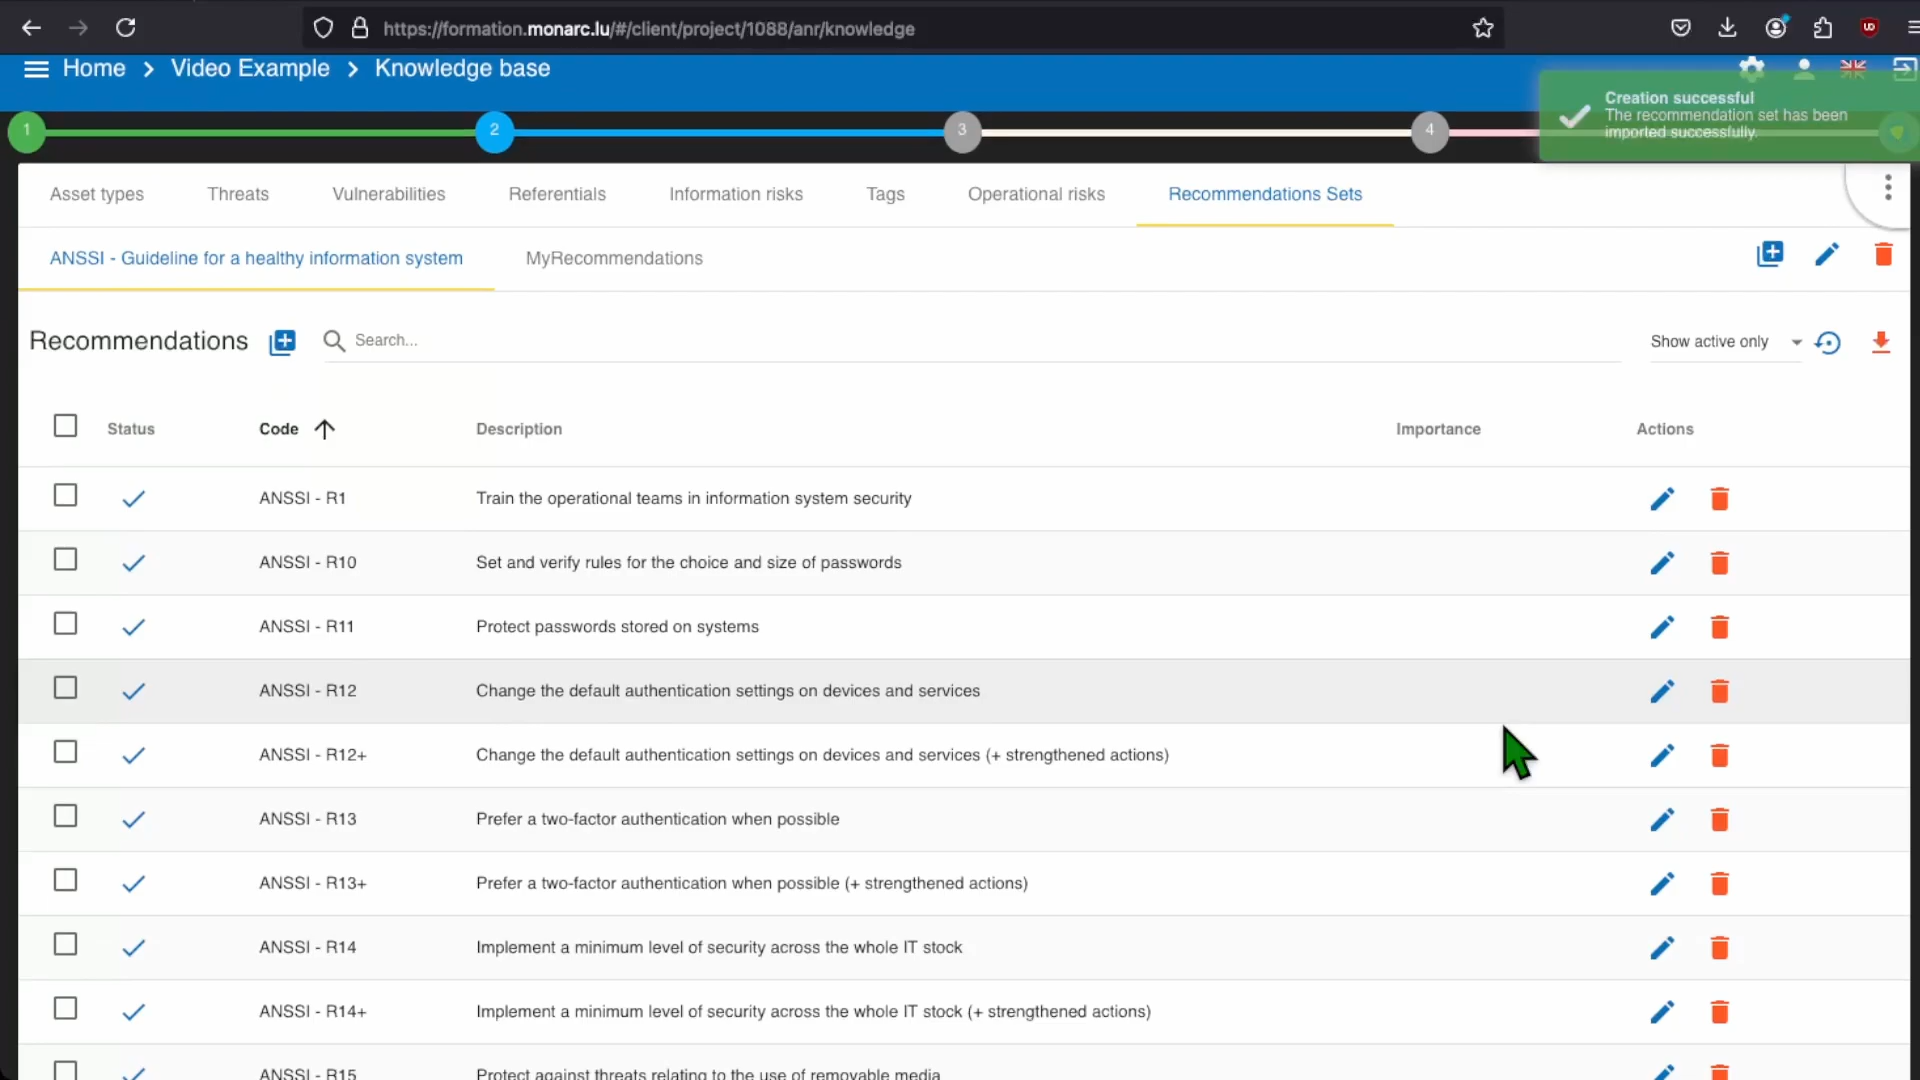 https://formation.monarc.lu/#/client/project/1088/anr/knowledge
Home > Video Example > Knowledge base
Creation successful
The recommendation set has been
imported successfully.
1 2 3 4
Asset types Threats Vulnerabilities Referentials Information risks Tags Operational risks Recommendations Sets
ANSSI - Guideline for a healthy information system MyRecommendations
Recommendations Search... Show active only
Status Code Description Importance Actions
ANSSI - R1 Train the operational teams in information system security
ANSSI - R10 Set and verify rules for the choice and size of passwords
ANSSI - R11 Protect passwords stored on systems
ANSSI - R12 Change the default authentication settings on devices and services
ANSSI - R12+ Change the default authentication settings on devices and services (+ strengthened actions)
ANSSI - R13 Prefer a two-factor authentication when possible
ANSSI - R13+ Prefer a two-factor authentication when possible (+ strengthened actions)
ANSSI - R14 Implement a minimum level of security across the whole IT stock
ANSSI - R14+ Implement a minimum level of security across the whole IT stock (+ strengthened actions)
ANSSI - R15 Protect against threats relating to the use of removable media